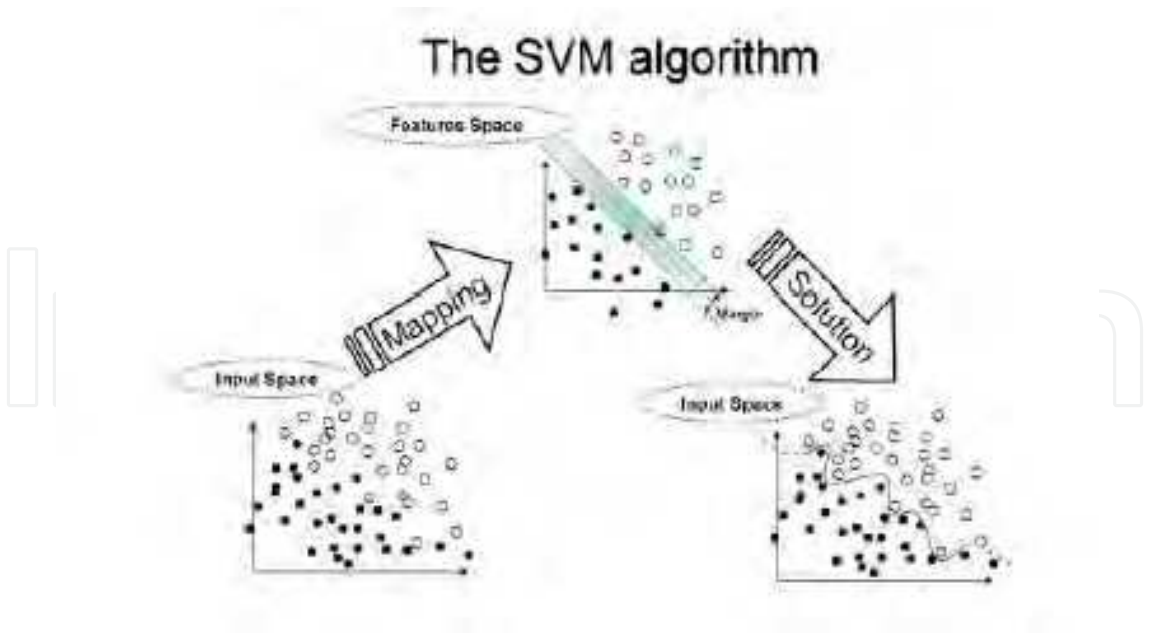 The SVM algorithm
Features Space
Mapping
Solution
Margin
Input Space
Input Space